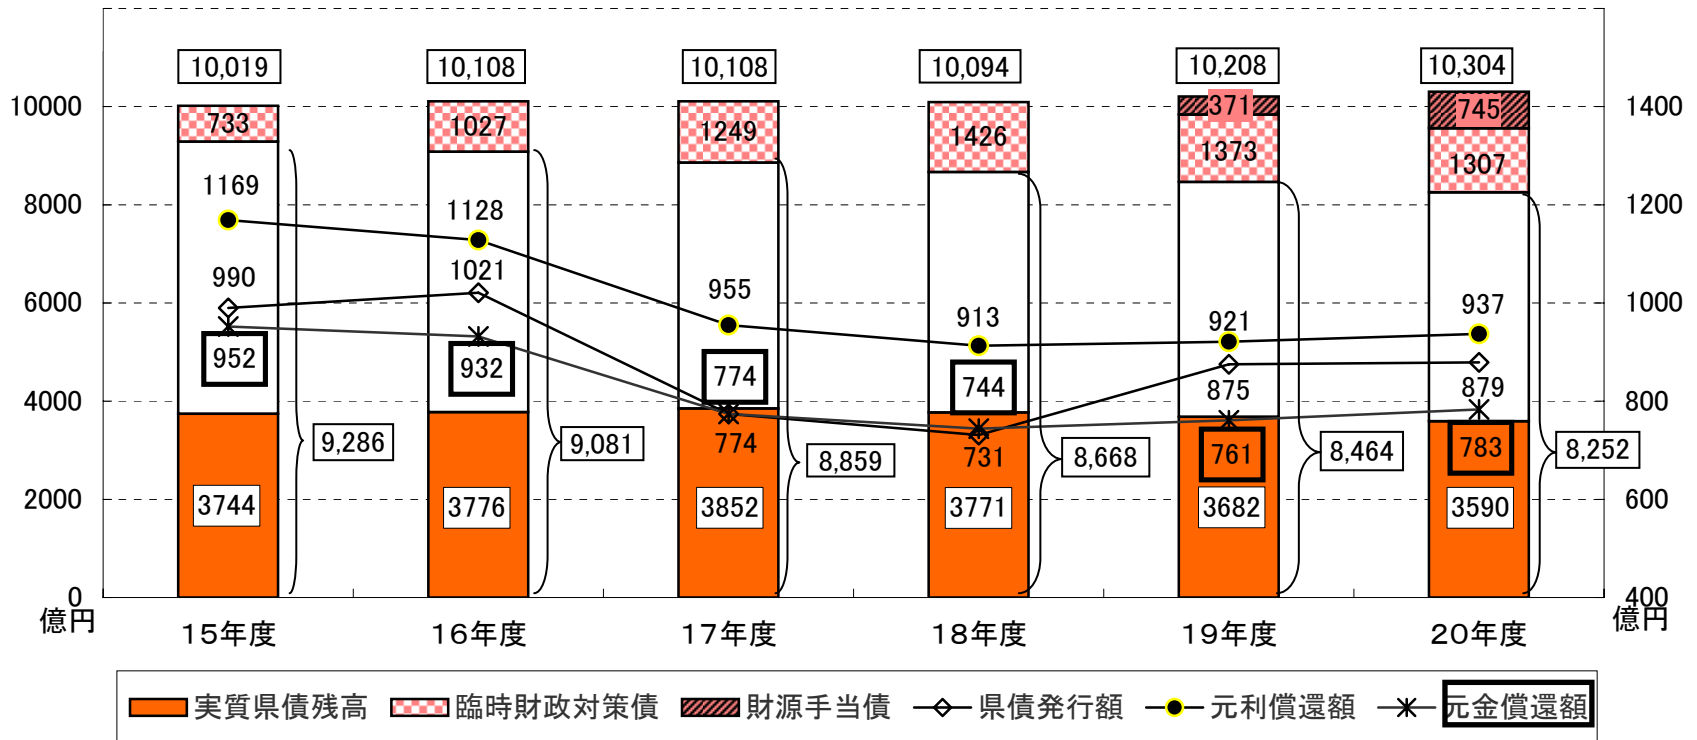 10,019 10,108 10,108 10,094 10,208 10,304
10000 733 1027 1249 1426 371 1373 745 1307 1400
8000 1169 1128 1200
990 1021 955 913 921 937
6000 1000
952 932 774 744 875 879
4000 800
9,286 9,081 774 8,859 731 8,668 761 8,464 783 8,252
2000 3744 3776 3852 3771 3682 3590 600
0 400
億円 15年度 16年度 17年度 18年度 19年度 20年度 億円
実質県債残高 臨時財政対策債 財源手当債 県債発行額 元利償還額 元金償還額